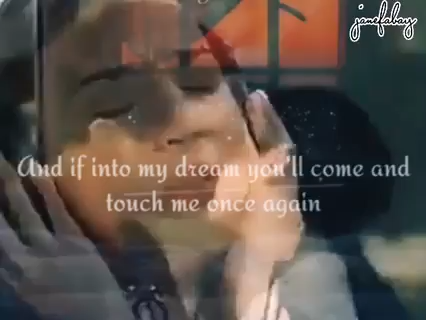 janefabay
And if into my dream you'll come and
touch me once again